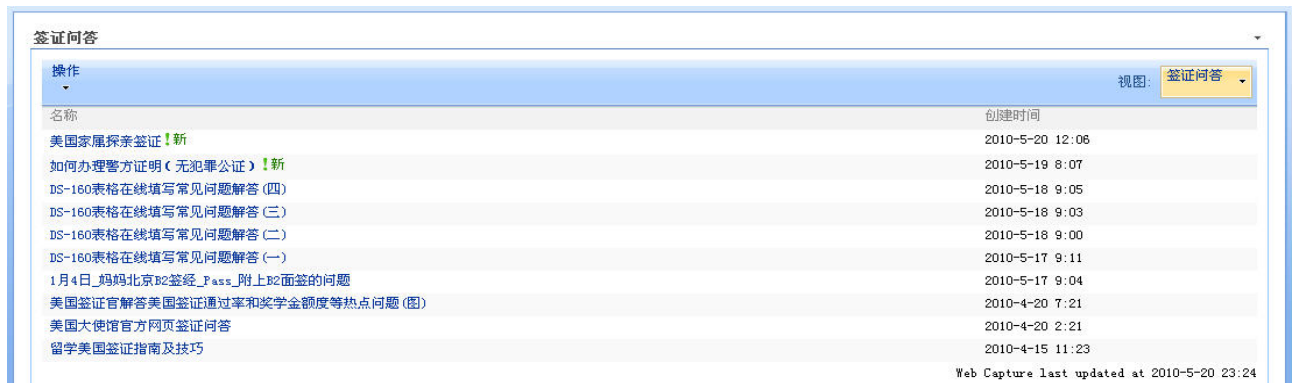 签证问答
操作
视图: 签证问答
名称 创建时间
美国家属探亲签证!新 2010-5-20 12:06
如何办理警方证明(无犯罪公证)!新 2010-5-19 8:07
DS-160表格在线填写常见问题解答(四) 2010-5-18 9:05
DS-160表格在线填写常见问题解答(三) 2010-5-18 9:03
DS-160表格在线填写常见问题解答(二) 2010-5-18 9:00
DS-160表格在线填写常见问题解答(一) 2010-5-17 9:11
1月4日_妈妈北京B2签经_Pass_附上B2面签的问题 2010-5-17 9:04
美国签证官解答美国签证通过率和奖学金额度等热点问题(图) 2010-4-20 7:21
美国大使馆官方网页签证问答 2010-4-20 2:21
留学美国签证指南及技巧 2010-4-15 11:23
Web Capture last updated at 2010-5-20 23:24